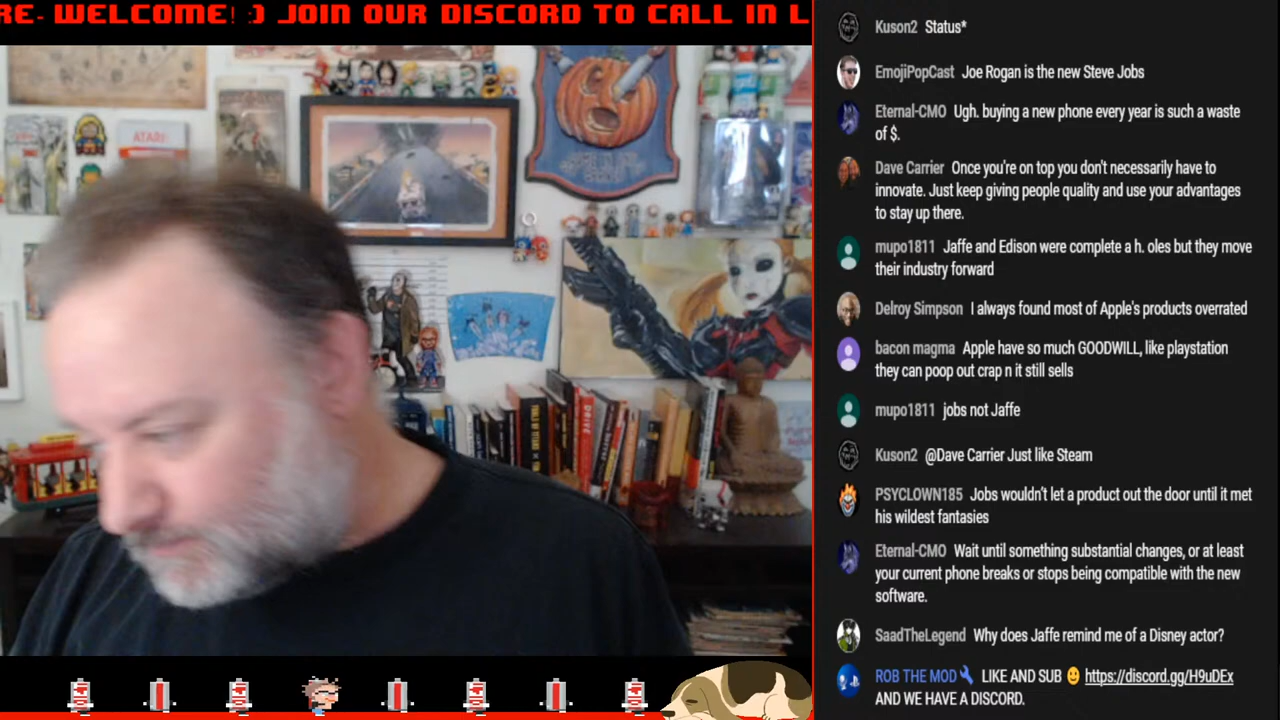 RE- WELCOME! :) JOIN OUR DISCORD TO CALL IN L
ATARI
DRIVE
Kuson2 Status*
EmojiPopCast Joe Rogan is the new Steve Jobs
Eternal-CMO Ugh. buying a new phone every year is such a waste
of $.
Dave Carrier Once you're on top you don't necessarily have to
innovate. Just keep giving people quality and use your advantages
to stay up there.
mupo1811 Jaffe and Edison were complete a h. oles but they move
their industry forward
Delroy Simpson I always found most of Apple's products overrated
bacon magma Apple have so much GOODWILL, like playstation
they can poop out crap n it still sells
mupo1811 jobs not Jaffe
Kuson2 @Dave Carrier Just like Steam
PSYCLOWN185 Jobs wouldn't let a product out the door until it met
his wildest fantasies
Eternal-CMO Wait until something substantial changes, or at least
your current phone breaks or stops being compatible with the new
software.
SaadTheLegend Why does Jaffe remind me of a Disney actor?
ROB THE MOD LIKE AND SUB 🙂 https://discord.gg/H9uDEx
AND WE HAVE A DISCORD.